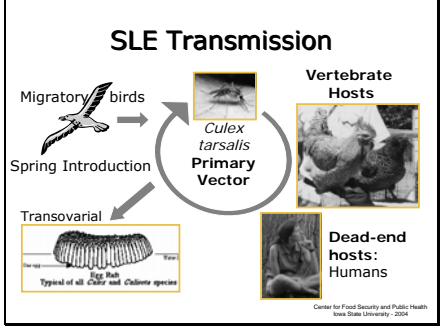 SLE Transmission
Migratory birds
Spring Introduction
Culex
tarsalis
Primary
Vector
Vertebrate
Hosts
Transovarial
Egg Raft
Typical of all Culex and Culiseta species
Dead-end
hosts:
Humans
Center for Food Security and Public Health
Iowa State University - 2004